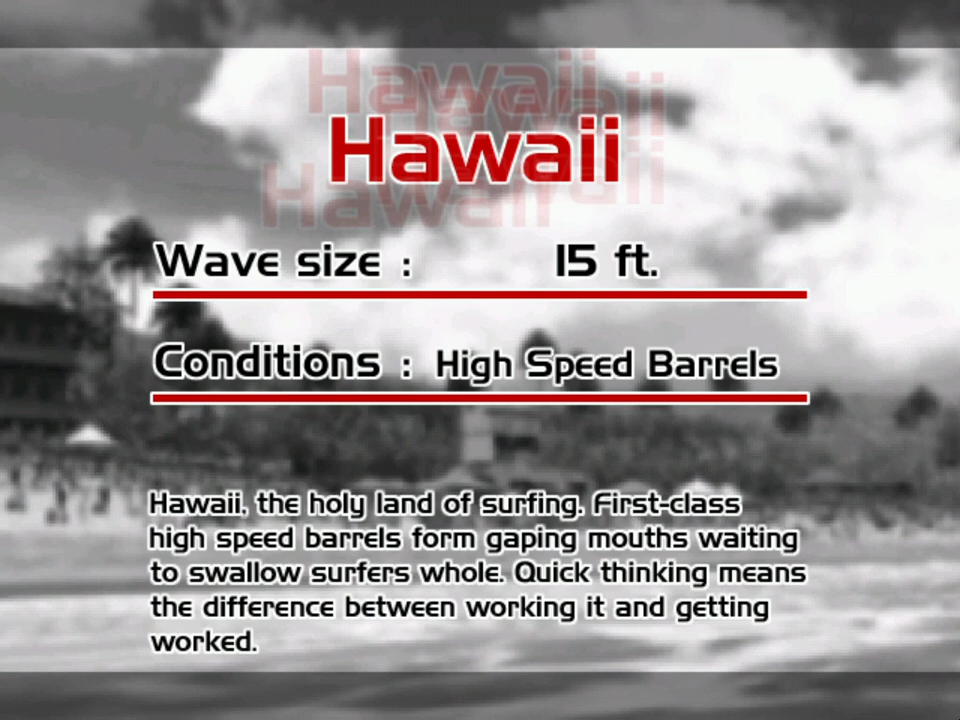 Hawaii
Wave size : 15 ft.
Conditions : High Speed Barrels
Hawaii, the holy land of surfing. First-class
high speed barrels form gaping mouths waiting
to swallow surfers whole. Quick thinking means
the difference between working it and getting
worked.